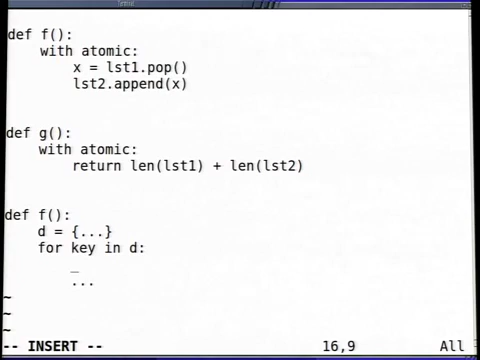 def f():
with atomic:
x = lst1.pop()
lst2.append(x)
def g():
with atomic:
return len(lst1) + len(lst2)
def f():
d = {...}
for key in d:
_
...
~
~
~
-- INSERT -- 16,9 All